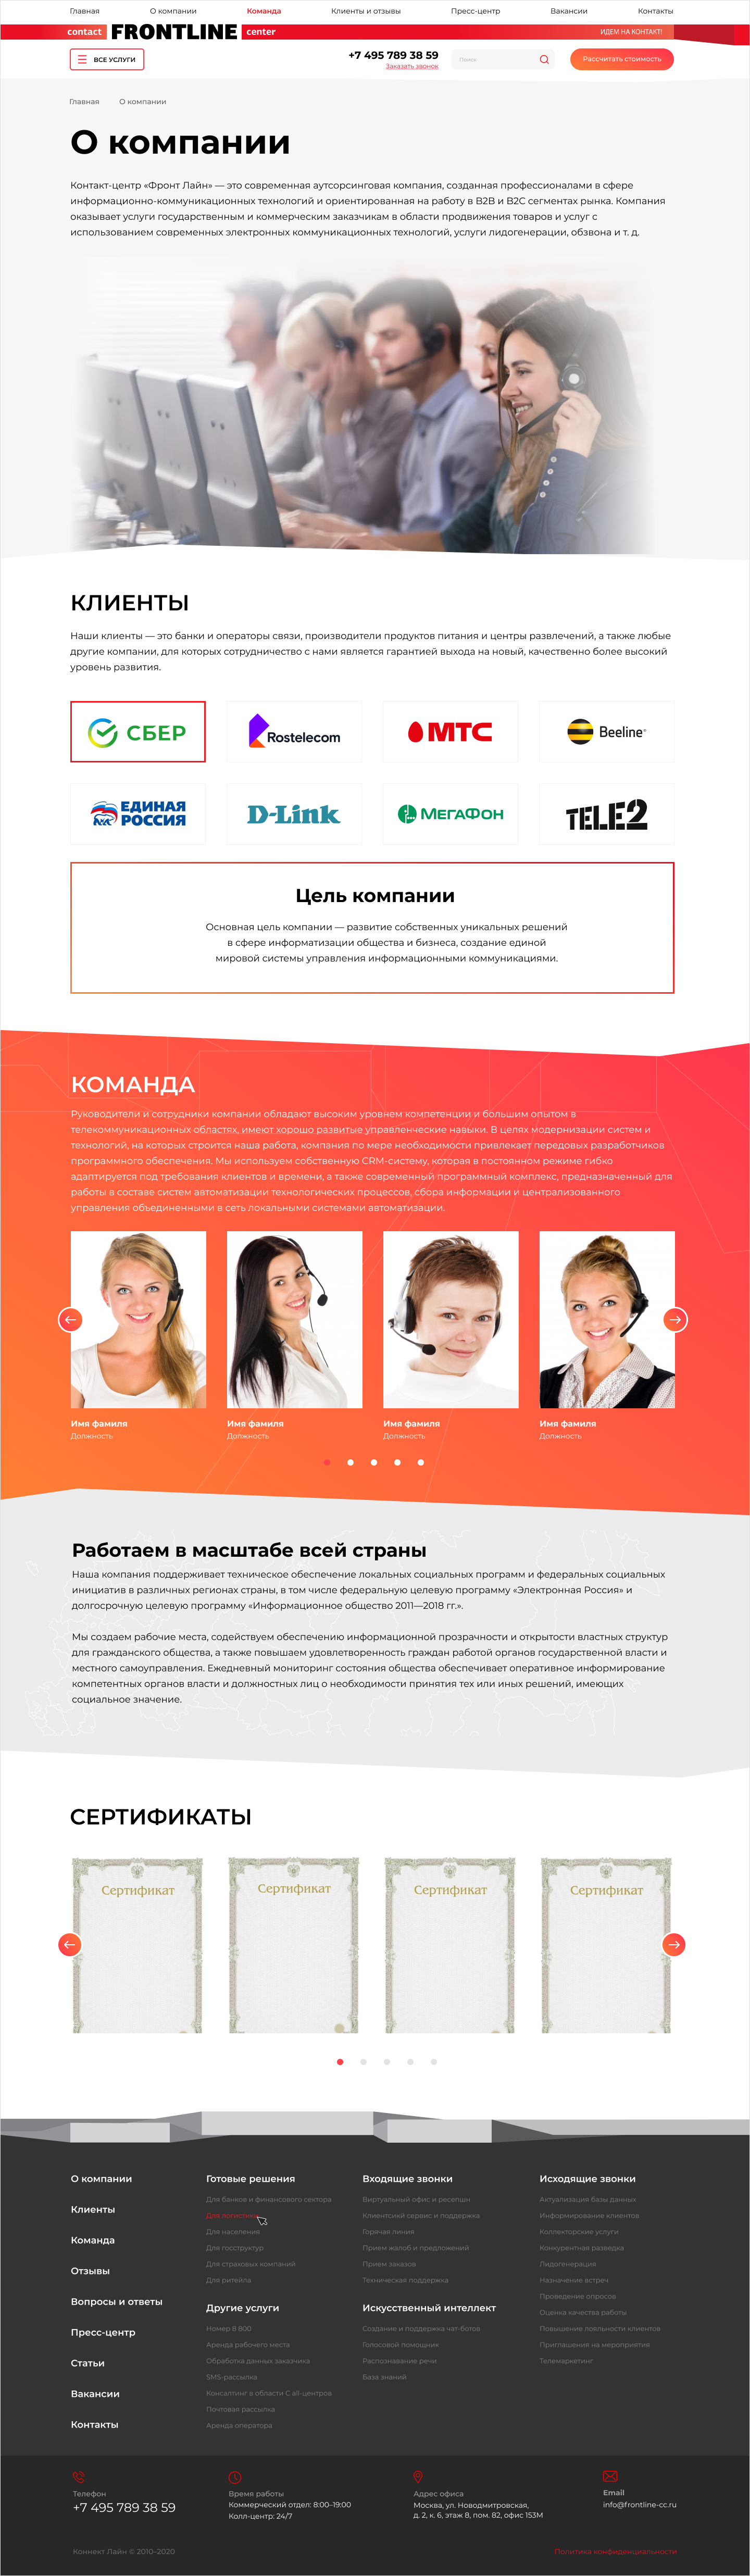 Главная О компании Команда Клиенты и отзывы Пресс-центр Вакансии Контакты
contact FRONTLINE center
ИДЕМ НА КОНТАКТ!
ВСЕ УСЛУГИ
+7 495 789 38 59
Заказать звонок
Поиск
Рассчитать стоимость
Главная О компании
О компании
Контакт-центр «Фронт Лайн» — это современная аутсорсинговая компания, созданная профессионалами в сфере
информационно-коммуникационных технологий и ориентированная на работу в B2B и B2C сегментах рынка. Компания
оказывает услуги государственным и коммерческим заказчикам в области продвижения товаров и услуг с
использованием современных электронных коммуникационных технологий, услуги лидогенерации, обзвона и т. д.
КЛИЕНТЫ
Наши клиенты — это банки и операторы связи, производители продуктов питания и центры развлечений, а также любые
другие компании, для которых сотрудничество с нами является гарантией выхода на новый, качественно более высокий
уровень развития.
СБЕР
Rostelecom
МТС
Beeline®
ЕДИНАЯ
РОССИЯ
D-Link
МЕГАФОН
TELE2
Цель компании
Основная цель компании — развитие собственных уникальных решений
в сфере информатизации общества и бизнеса, создание единой
мировой системы управления информационными коммуникациями.
КОМАНДА
Руководители и сотрудники компании обладают высоким уровнем компетенции и большим опытом в
телекоммуникационных областях, имеют хорошо развитые управленческие навыки. В целях модернизации систем и
технологий, на которых строится наша работа, компания по мере необходимости привлекает передовых разработчиков
программного обеспечения. Мы используем собственную CRM-систему, которая в постоянном режиме гибко
адаптируется под требования клиентов и времени, а также современный программный комплекс, предназначенный для
работы в составе систем автоматизации технологических процессов, сбора информации и централизованного
управления объединенными в сеть локальными системами автоматизации.
Имя фамиля
Должность
Имя фамиля
Должность
Имя фамиля
Должность
Имя фамиля
Должность
Работаем в масштабе всей страны
Наша компания поддерживает техническое обеспечение локальных социальных программ и федеральных социальных
инициатив в различных регионах страны, в том числе федеральную целевую программу «Электронная Россия» и
долгосрочную целевую программу «Информационное общество 2011—2018 гг.».
Мы создаем рабочие места, содействуем обеспечению информационной прозрачности и открытости властных структур
для гражданского общества, а также повышаем удовлетворенность граждан работой органов государственной власти и
местного самоуправления. Ежедневный мониторинг состояния общества обеспечивает оперативное информирование
компетентных органов власти и должностных лиц о необходимости принятия тех или иных решений, имеющих
социальное значение.
СЕРТИФИКАТЫ
Сертификат
Сертификат
Сертификат
Сертификат
О компании
Клиенты
Команда
Отзывы
Вопросы и ответы
Пресс-центр
Статьи
Вакансии
Контакты
Готовые решения
Для банков и финансового сектора
Для логистики
Для населения
Для госструктур
Для страховых компаний
Для ритейла
Другие услуги
Номер 8 800
Аренда рабочего места
Обработка данных заказчика
SMS-рассылка
Консалтинг в области C all-центров
Почтовая рассылка
Аренда оператора
Входящие звонки
Виртуальный офис и ресепшн
Клиентсикй сервис и поддержка
Горячая линия
Прием жалоб и предложений
Прием заказов
Техническая поддержка
Искусственный интеллект
Создание и поддержка чат-ботов
Голосовой помощник
Распознавание речи
База знаний
Исходящие звонки
Актуализация базы данных
Информирование клиентов
Коллекторские услуги
Конкурентная разведка
Лидогенерация
Назначение встреч
Проведение опросов
Оценка качества работы
Повышение лояльности клиентов
Приглашения на мероприятия
Телемаркетинг
Телефон
+7 495 789 38 59
Время работы
Коммерческий отдел: 8:00–19:00
Колл-центр: 24/7
Адрес офиса
Москва, ул. Новодмитровская,
д. 2, к. 6, этаж 8, пом. 82, офис 153М
Email
info@frontline-cc.ru
Коннект Лайн © 2010–2020
Политика конфиденциальности